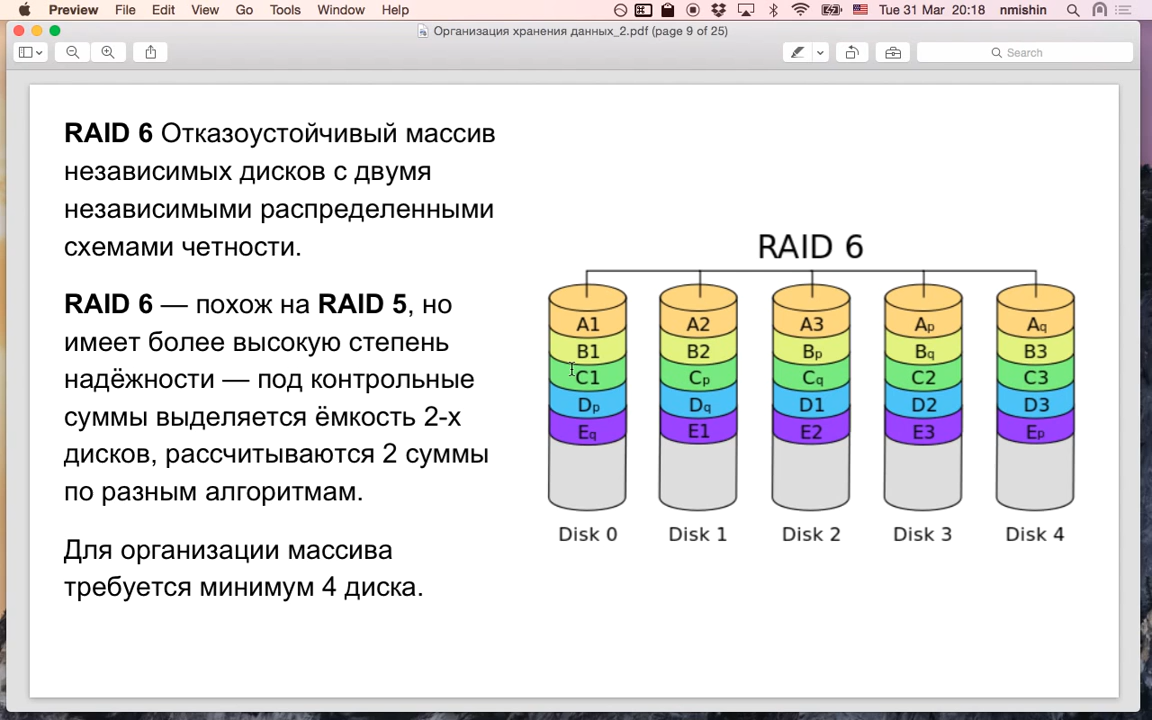 Preview File Edit View Go Tools Window Help Tue 31 Mar 20:18 nmishin
Организация хранения данных_2.pdf (page 9 of 25)
Search
RAID 6 Отказоустойчивый массив
независимых дисков с двумя
независимыми распределенными
схемами четности.
RAID 6 — похож на RAID 5, но
имеет более высокую степень
надёжности — под контрольные
суммы выделяется ёмкость 2-х
дисков, рассчитываются 2 суммы
по разным алгоритмам.
Для организации массива
требуется минимум 4 диска.
RAID 6
A1 A2 A3 Ap Aq
B1 B2 Bp Bq B3
C1 Cp Cq C2 C3
Dp Dq D1 D2 D3
Eq E1 E2 E3 Ep
Disk 0 Disk 1 Disk 2 Disk 3 Disk 4